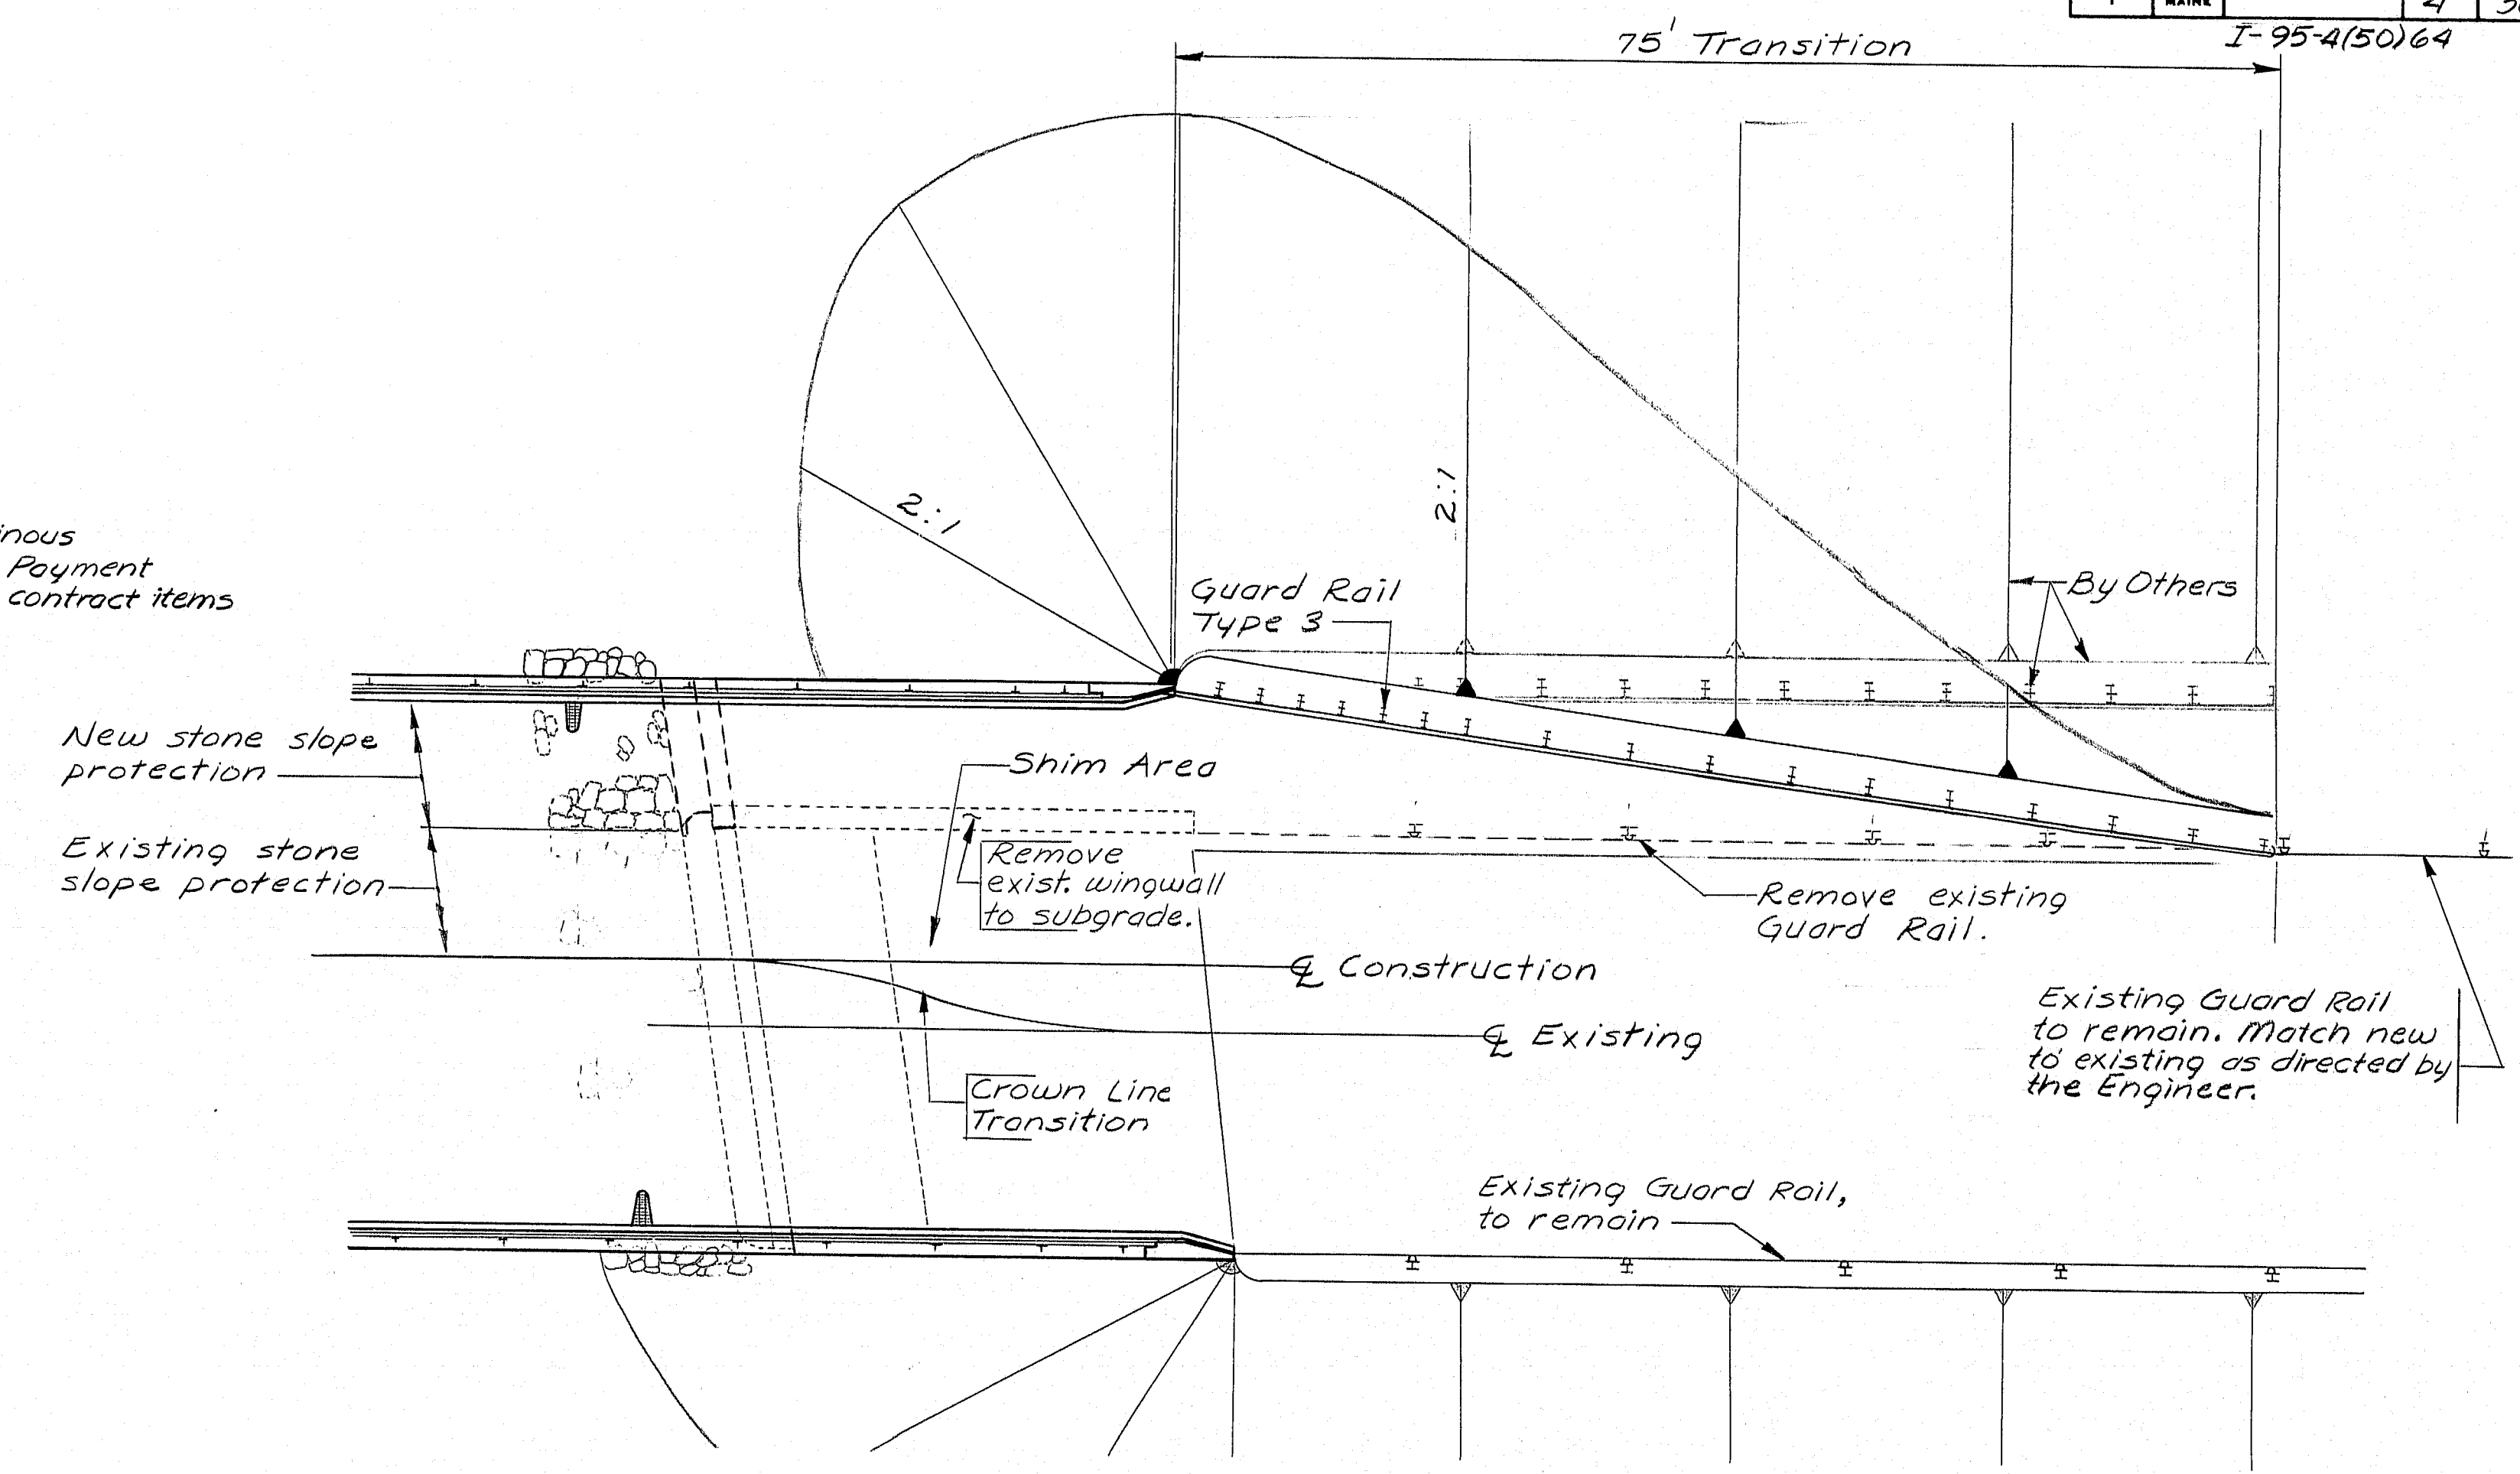 MAINE
4
I-95-4(50)64
75' Transition
2:1
2:1
Payment
contract items
Guard Rail
Type 3
By Others
New stone slope
protection
Shim Area
Existing stone
slope protection
Remove
exist. wingwall
to subgrade.
Remove existing
Guard Rail.
℄ Construction
℄ Existing
Existing Guard Rail
to remain. Match new
to existing as directed by
the Engineer.
Crown Line
Transition
Existing Guard Rail,
to remain